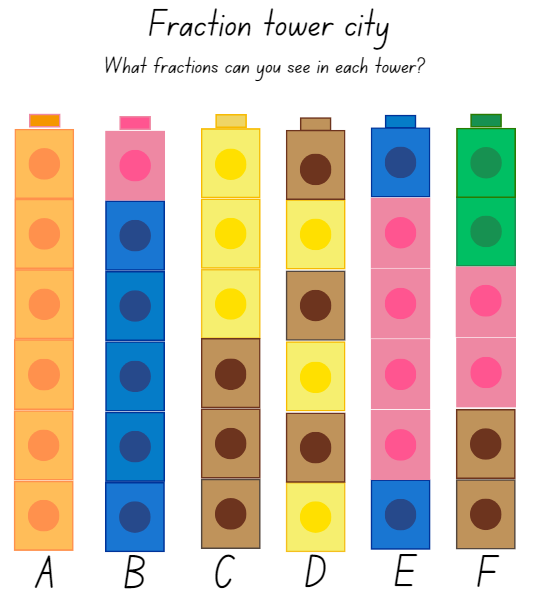 Fraction tower city
What fractions can you see in each tower?
A B C D E F